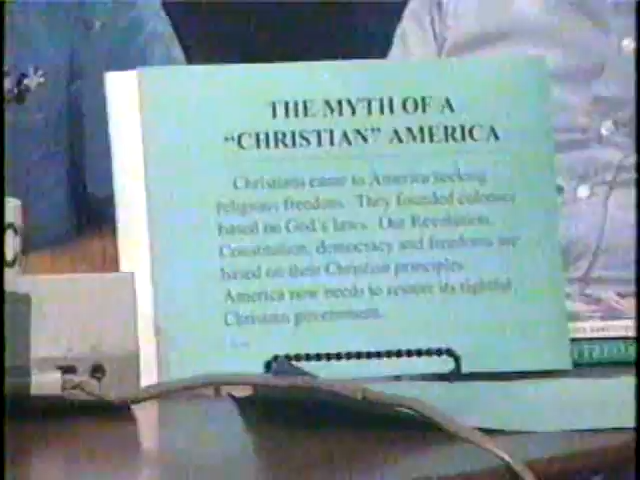 THE MYTH OF A
“CHRISTIAN” AMERICA
Christians came to America seeking
religious freedom. They founded colonies
based on God's laws. Our Revolution,
Constitution, democracy and freedoms are
based on their Christian principles.
America now needs to restore its rightful
Christian government.